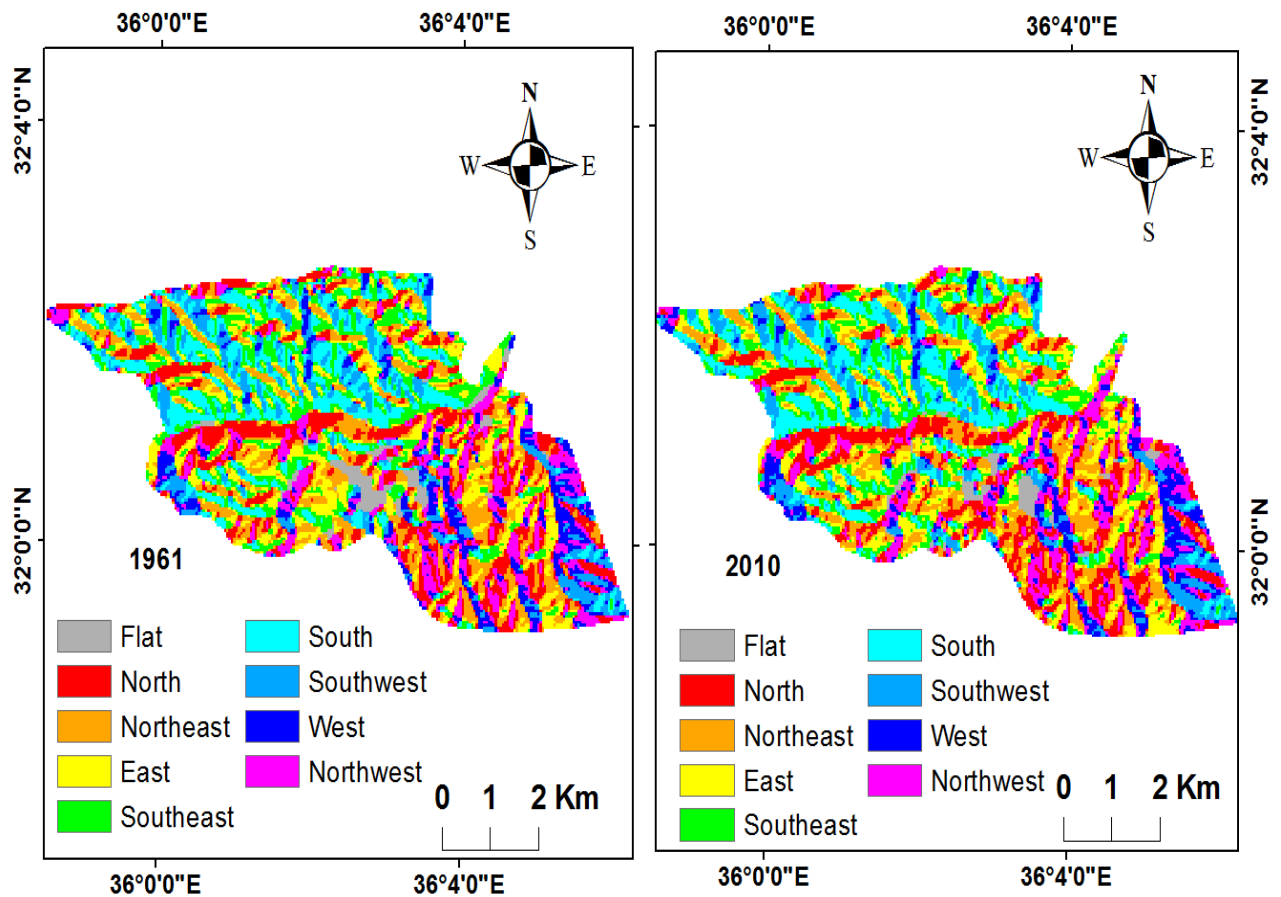 36°0'0"E 36°4'0"E
32°4'0"N
N
W E
S
32°0'0"N
1961
Flat South
North Southwest
Northeast West
East Northwest
Southeast
0 1 2 Km
36°0'0"E 36°4'0"E
36°0'0"E 36°4'0"E
32°4'0"N
N
W E
S
32°0'0"N
2010
Flat South
North Southwest
Northeast West
East Northwest
Southeast
0 1 2 Km
36°0'0"E 36°4'0"E